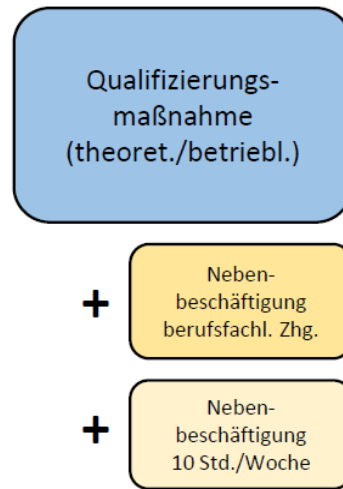 Qualifizierungs-
maßnahme
(theoret./betriebl.)
+
Neben-
beschäftigung
berufsfachl. Zhg.
+
Neben-
beschäftigung
10 Std./Woche